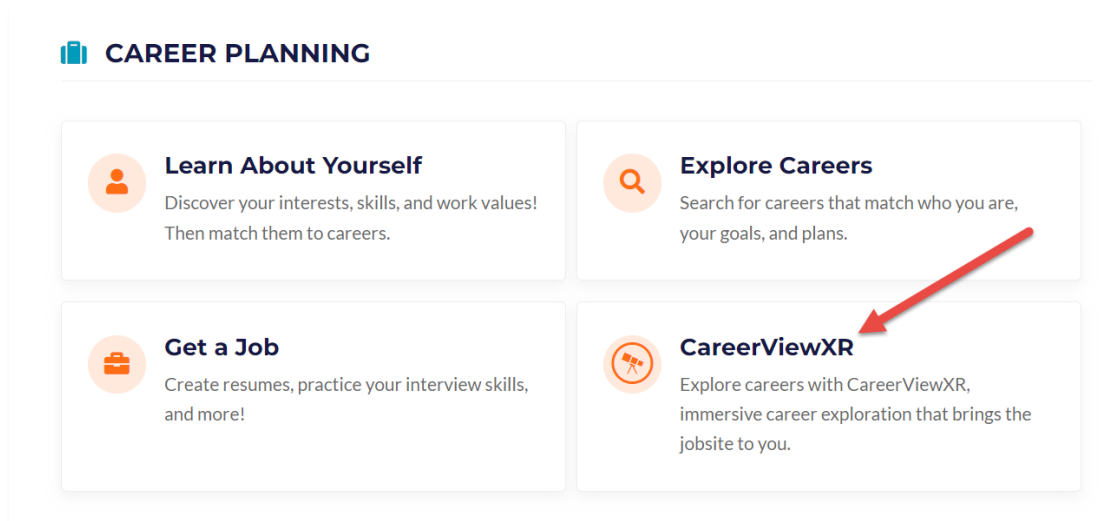 CAREER PLANNING
Learn About Yourself
Discover your interests, skills, and work values!
Then match them to careers.
Explore Careers
Search for careers that match who you are,
your goals, and plans.
Get a Job
Create resumes, practice your interview skills,
and more!
CareerViewXR
Explore careers with CareerViewXR,
immersive career exploration that brings the
jobsite to you.